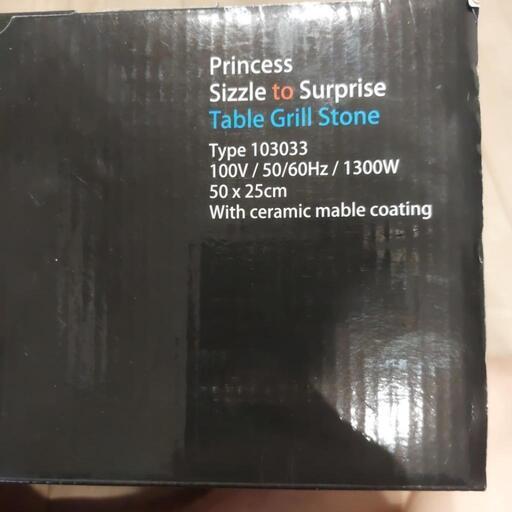 Princess
Sizzle to Surprise
Table Grill Stone
Type 103033
100V / 50/60Hz / 1300W
50 x 25cm
With ceramic mable coating